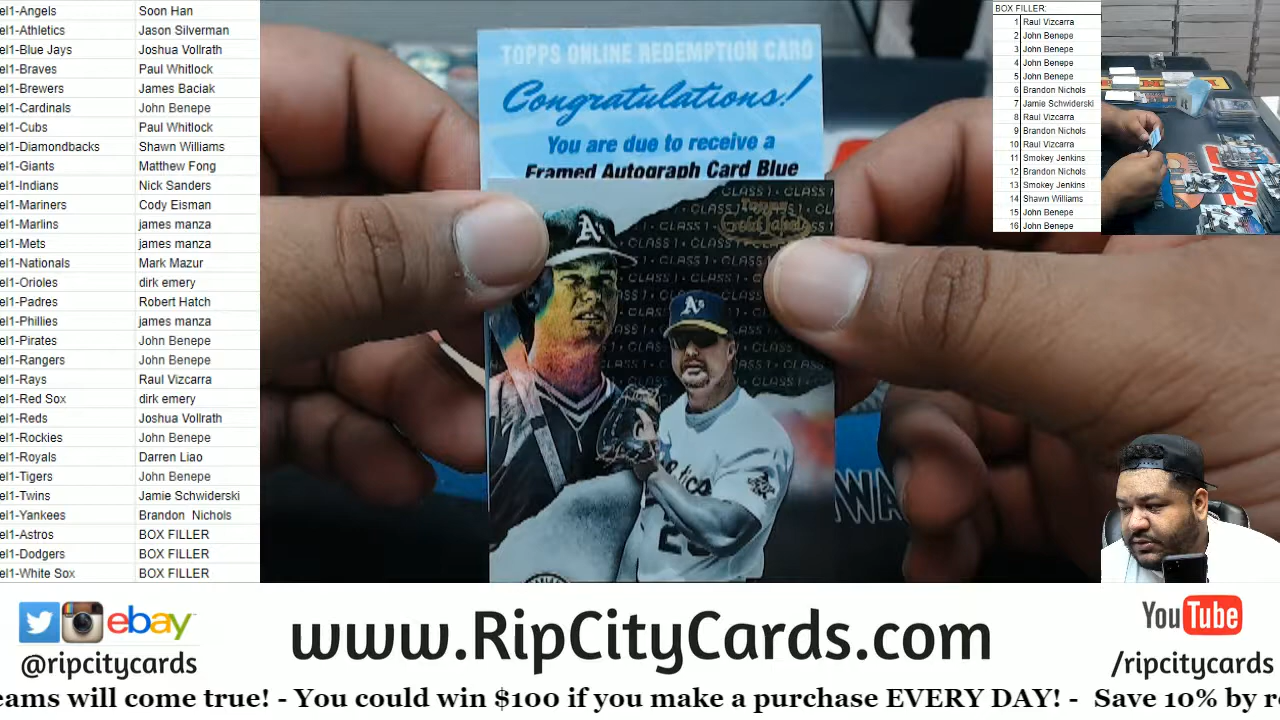 el1-Angels Soon Han
el1-Athletics Jason Silverman
el1-Blue Jays Joshua Vollrath
el1-Braves Paul Whitlock
el1-Brewers James Baciak
el1-Cardinals John Benepe
el1-Cubs Paul Whitlock
el1-Diamondbacks Shawn Williams
el1-Giants Matthew Fong
el1-Indians Nick Sanders
el1-Mariners Cody Eisman
el1-Marlins james manza
el1-Mets james manza
el1-Nationals Mark Mazur
el1-Orioles dirk emery
el1-Padres Robert Hatch
el1-Phillies james manza
el1-Pirates John Benepe
el1-Rangers John Benepe
el1-Rays Raul Vizcarra
el1-Red Sox dirk emery
el1-Reds Joshua Vollrath
el1-Rockies John Benepe
el1-Royals Darren Liao
el1-Tigers John Benepe
el1-Twins Jamie Schwiderski
el1-Yankees Brandon Nichols
el1-Astros BOX FILLER
el1-Dodgers BOX FILLER
el1-White Sox BOX FILLER
TOPPS ONLINE REDEMPTION CARD
Congratulations!
You are due to receive a
Framed Autograph Card Blue
CLASS 1 • CLASS 1
Topps
Gold Label
A's
A's
BOX FILLER:
1 Raul Vizcarra
2 John Benepe
3 John Benepe
4 John Benepe
5 John Benepe
6 Brandon Nichols
7 Jamie Schwiderski
8 Raul Vizcarra
9 Brandon Nichols
10 Raul Vizcarra
11 Smokey Jenkins
12 Brandon Nichols
13 Smokey Jenkins
14 Shawn Williams
15 John Benepe
16 John Benepe
ebay
@ripcitycards
www.RipCityCards.com
YouTube
/ripcitycards
eams will come true! - You could win $100 if you make a purchase EVERY DAY! - Save 10% by re